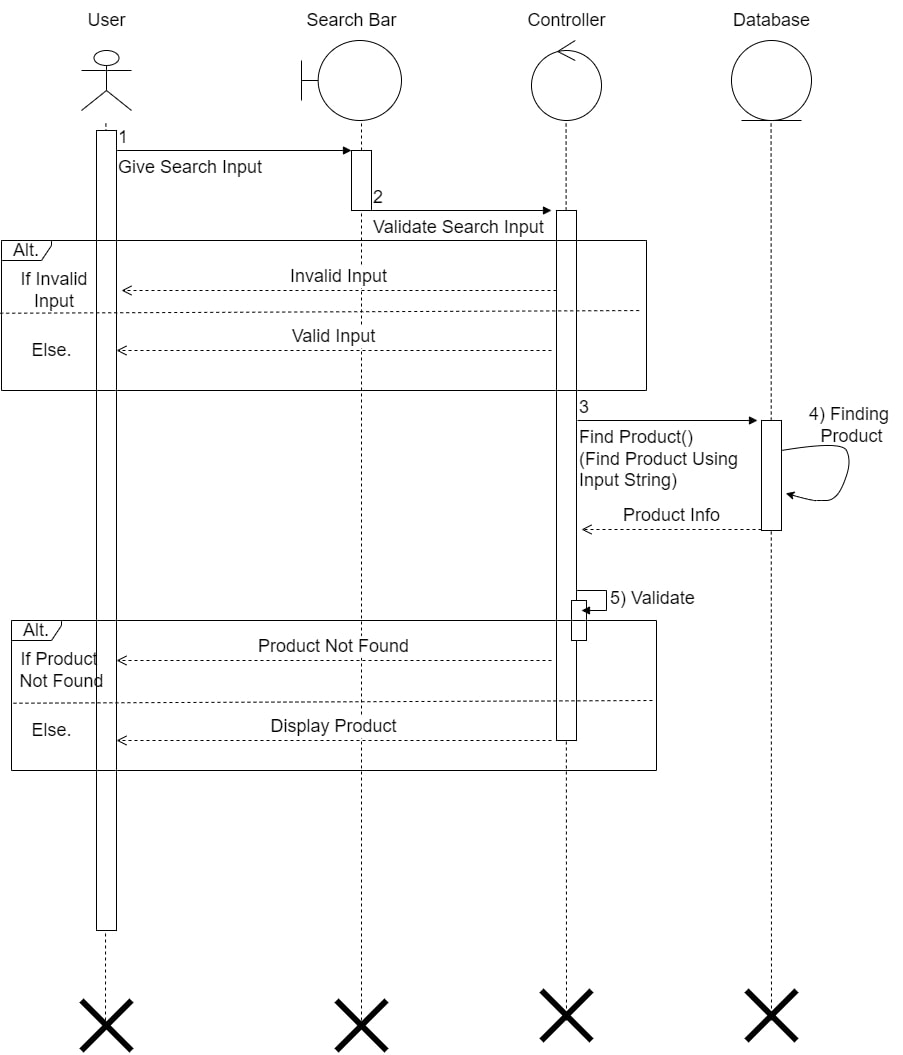 User
Search Bar
Controller
Database
1
Give Search Input
2
Validate Search Input
Alt.
If Invalid
Input
Invalid Input
Else.
Valid Input
3
Find Product()
(Find Product Using
Input String)
4) Finding
Product
Product Info
5) Validate
Alt.
If Product
Not Found
Product Not Found
Else.
Display Product